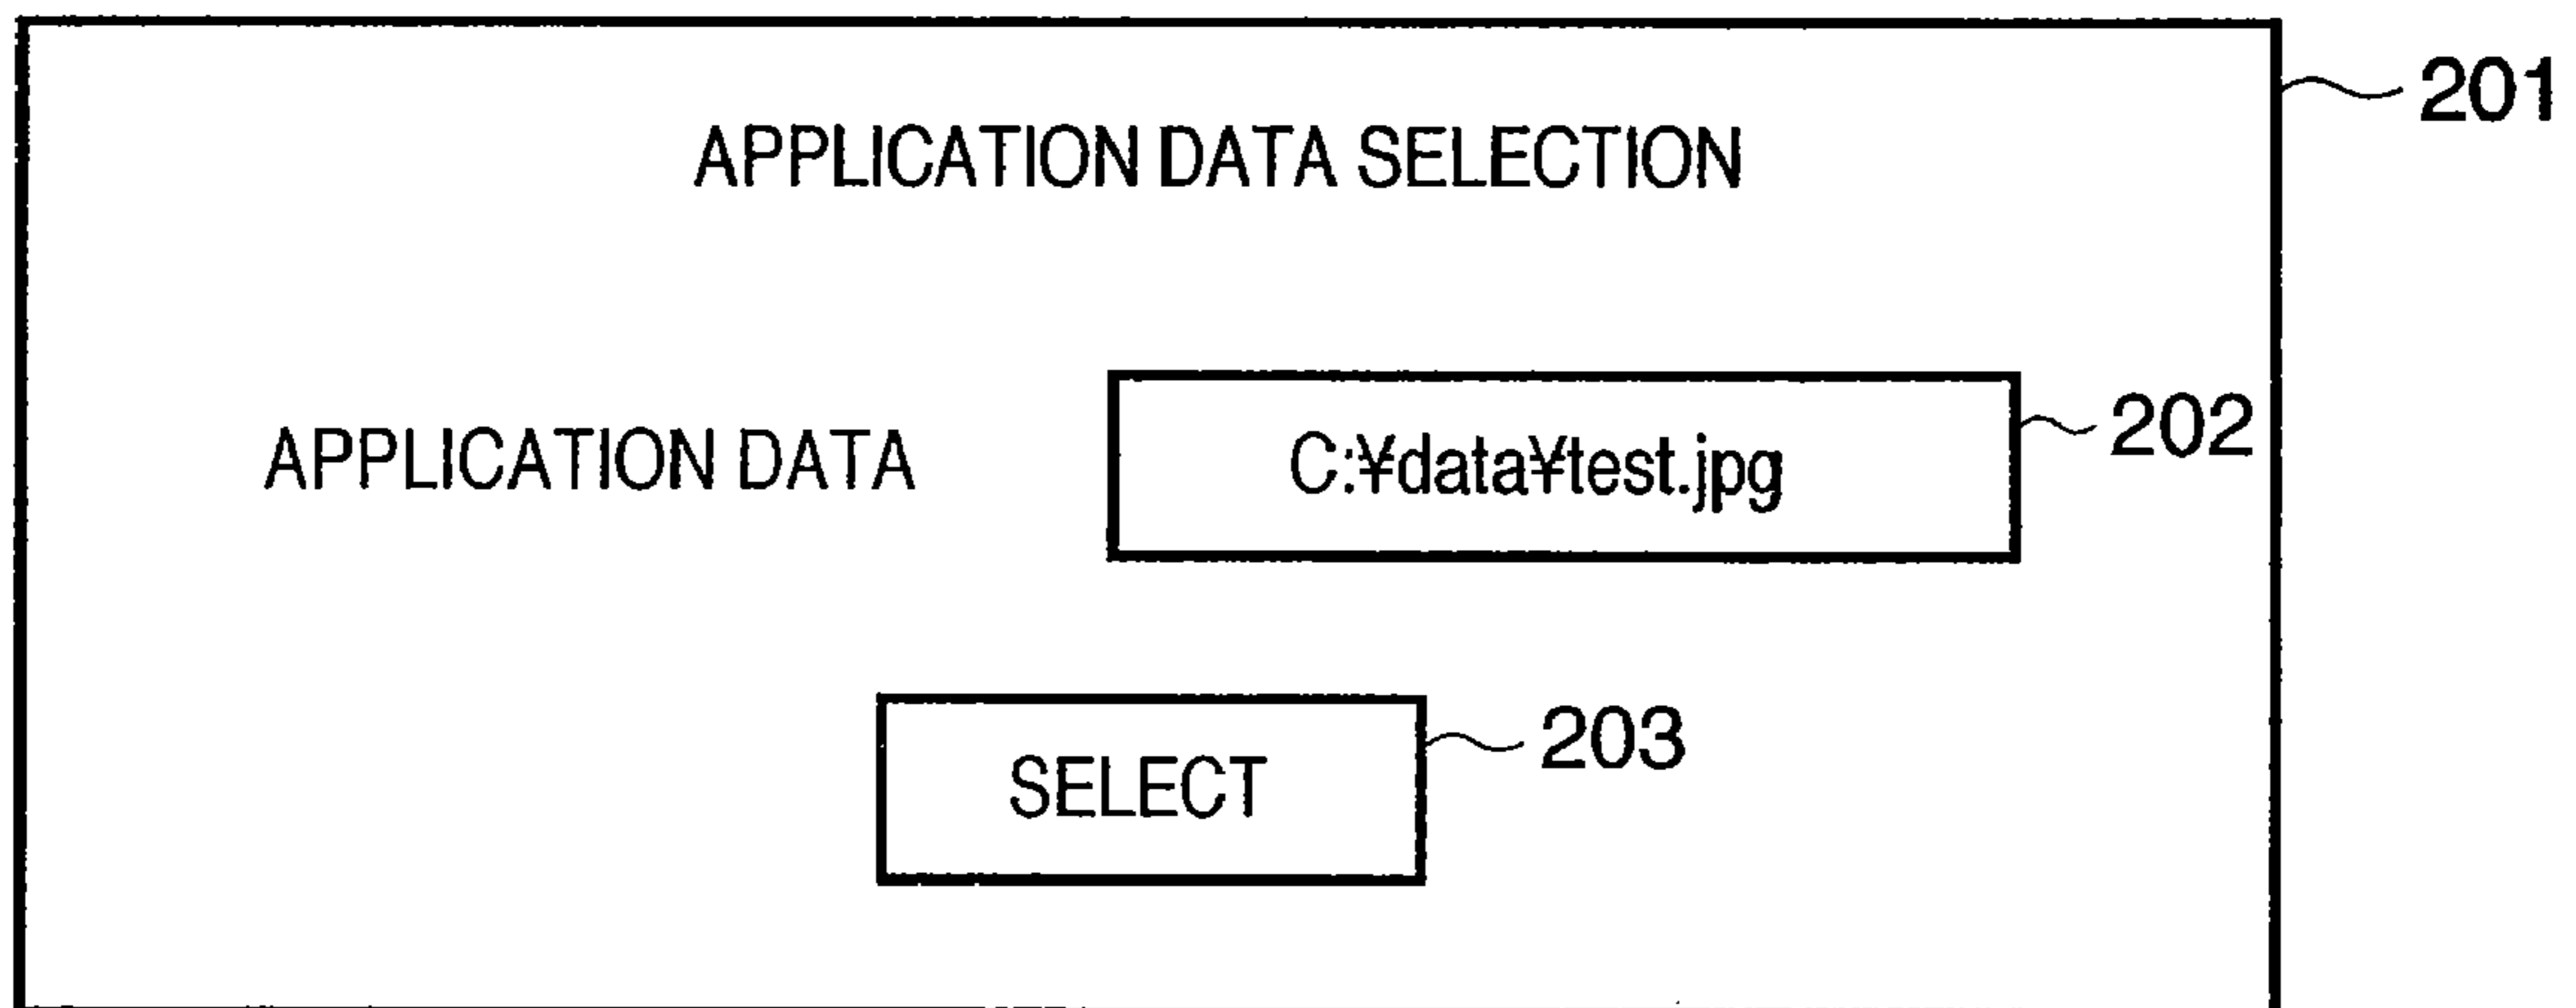 201
APPLICATION DATA SELECTION
APPLICATION DATA C:¥data¥test.jpg 202
SELECT 203